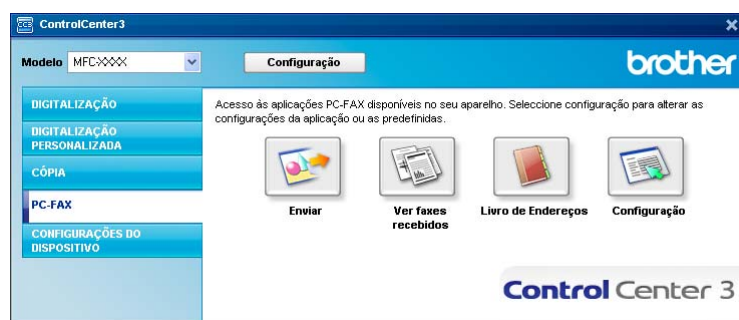 ControlCenter3
Modelo MFC-XXXX
Configuração
brother
DIGITALIZAÇÃO
DIGITALIZAÇÃO
PERSONALIZADA
CÓPIA
PC-FAX
CONFIGURAÇÕES DO
DISPOSITIVO
Acesso às aplicações PC-FAX disponíveis no seu aparelho. Seleccione configuração para alterar as
configurações da aplicação ou as predefinidas.
Enviar
Ver faxes
recebidos
Livro de Endereços
Configuração
Control Center 3